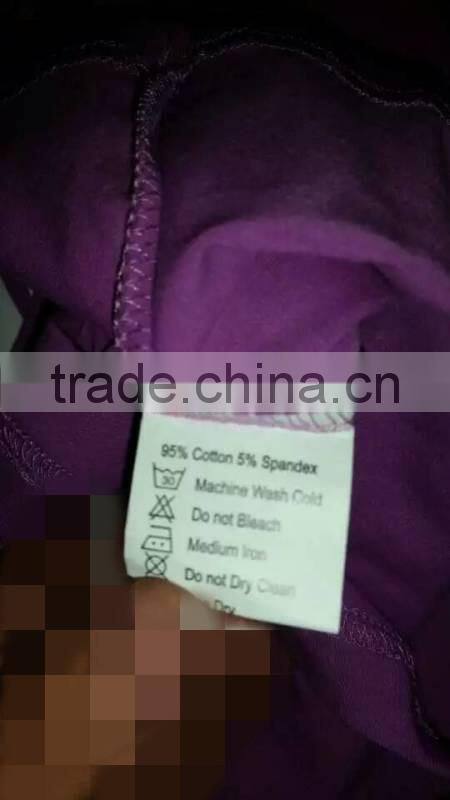 trade.china.cn
95% Cotton 5% Spandex
30
Machine Wash Cold
Do not Bleach
Medium Iron
Do not Dry Clean
Dry